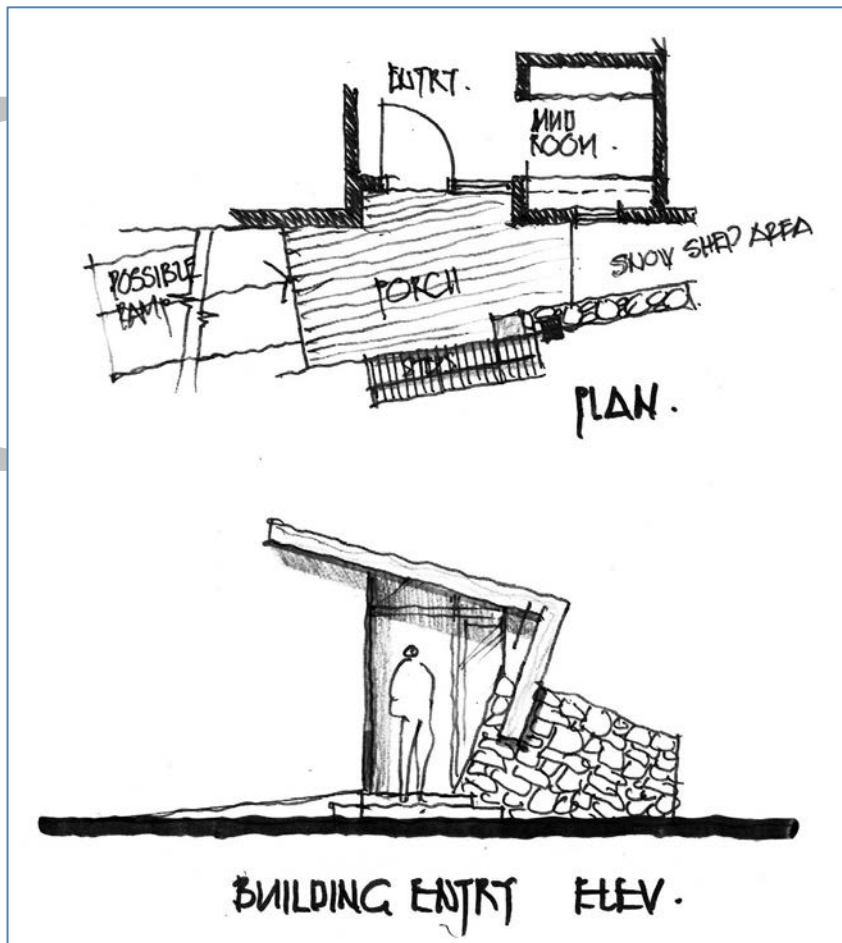 ENTRY.
MUD
ROOM.
SNOW SHED AREA
POSSIBLE
RAMP
PORCH
STEPS
PLAN.
BUILDING ENTRY ELEV.